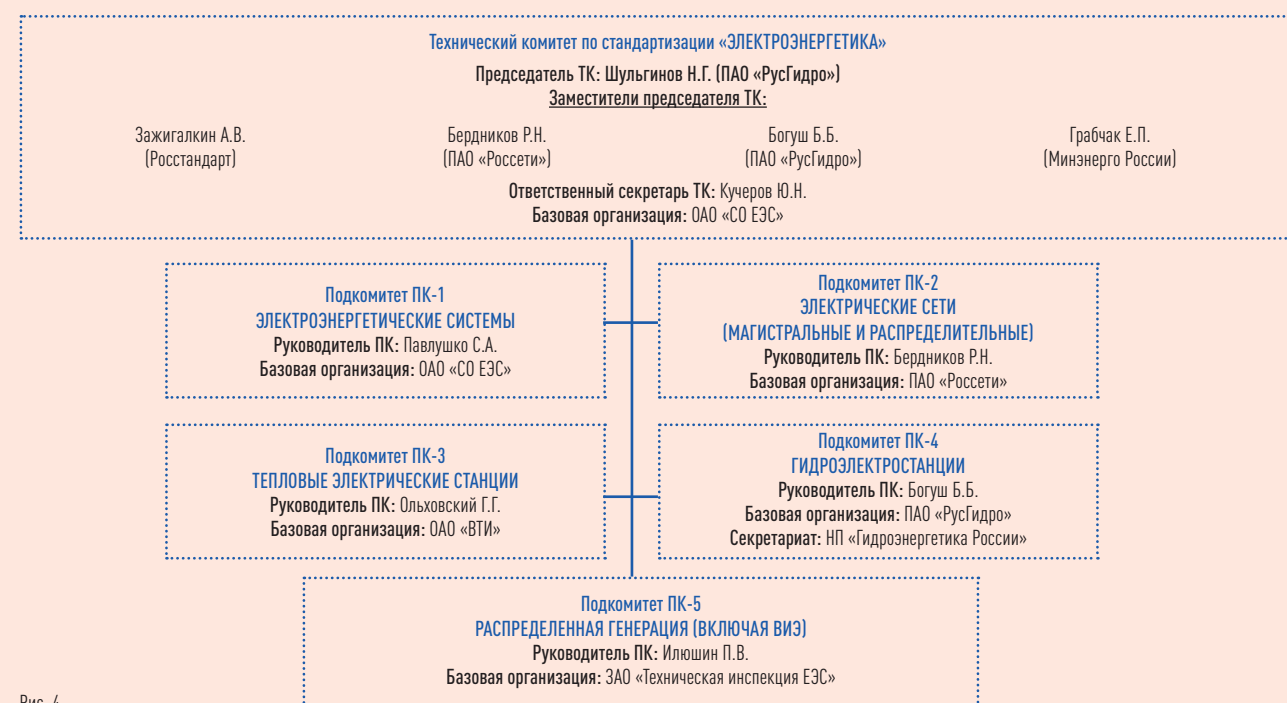 Технический комитет по стандартизации «ЭЛЕКТРОЭНЕРГЕТИКА»
Председатель ТК: Шульгинов Н.Г. (ПАО «РусГидро»)
Заместители председателя ТК:
Зажигалкин А.В.
(Росстандарт)
Бердников Р.Н.
(ПАО «Россети»)
Богуш Б.Б.
(ПАО «РусГидро»)
Грабчак Е.П.
(Минэнерго России)
Ответственный секретарь ТК: Кучеров Ю.Н.
Базовая организация: ОАО «СО ЕЭС»
Подкомитет ПК-1
ЭЛЕКТРОЭНЕРГЕТИЧЕСКИЕ СИСТЕМЫ
Руководитель ПК: Павлушко С.А.
Базовая организация: ОАО «СО ЕЭС»
Подкомитет ПК-2
ЭЛЕКТРИЧЕСКИЕ СЕТИ
(МАГИСТРАЛЬНЫЕ И РАСПРЕДЕЛИТЕЛЬНЫЕ)
Руководитель ПК: Бердников Р.Н.
Базовая организация: ПАО «Россети»
Подкомитет ПК-3
ТЕПЛОВЫЕ ЭЛЕКТРИЧЕСКИЕ СТАНЦИИ
Руководитель ПК: Ольховский Г.Г.
Базовая организация: ОАО «ВТИ»
Подкомитет ПК-4
ГИДРОЭЛЕКТРОСТАНЦИИ
Руководитель ПК: Богуш Б.Б.
Базовая организация: ПАО «РусГидро»
Секретариат: НП «Гидроэнергетика России»
Подкомитет ПК-5
РАСПРЕДЕЛЕННАЯ ГЕНЕРАЦИЯ (ВКЛЮЧАЯ ВИЭ)
Руководитель ПК: Илюшин П.В.
Базовая организация: ЗАО «Техническая инспекция ЕЭС»
Рис. 4